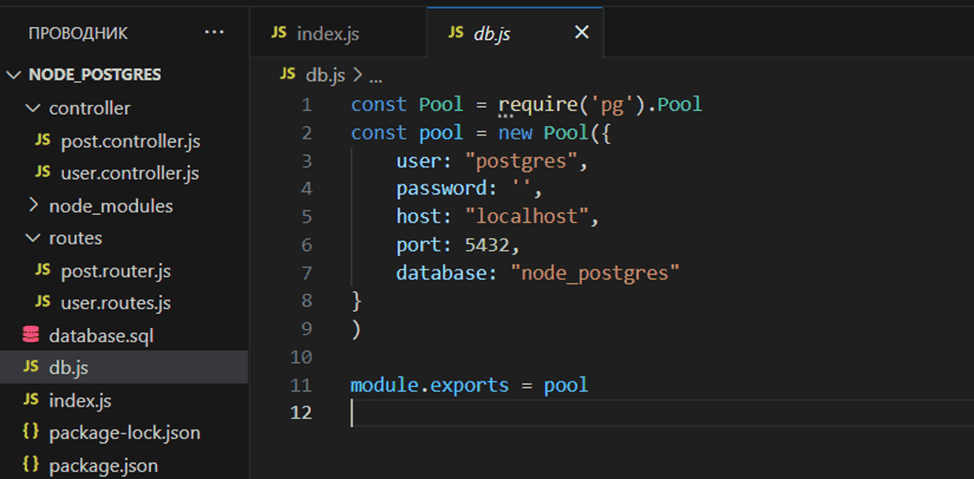 ПРОВОДНИК ...
NODE_POSTGRES
controller
JS post.controller.js
JS user.controller.js
node_modules
routes
JS post.router.js
JS user.routes.js
database.sql
JS db.js
JS index.js
{} package-lock.json
{} package.json
JS index.js
JS db.js
JS db.js > ...
1 const Pool = require('pg').Pool
2 const pool = new Pool({
3 user: "postgres",
4 password: '',
5 host: "localhost",
6 port: 5432,
7 database: "node_postgres"
8 }
9 )
10
11 module.exports = pool
12